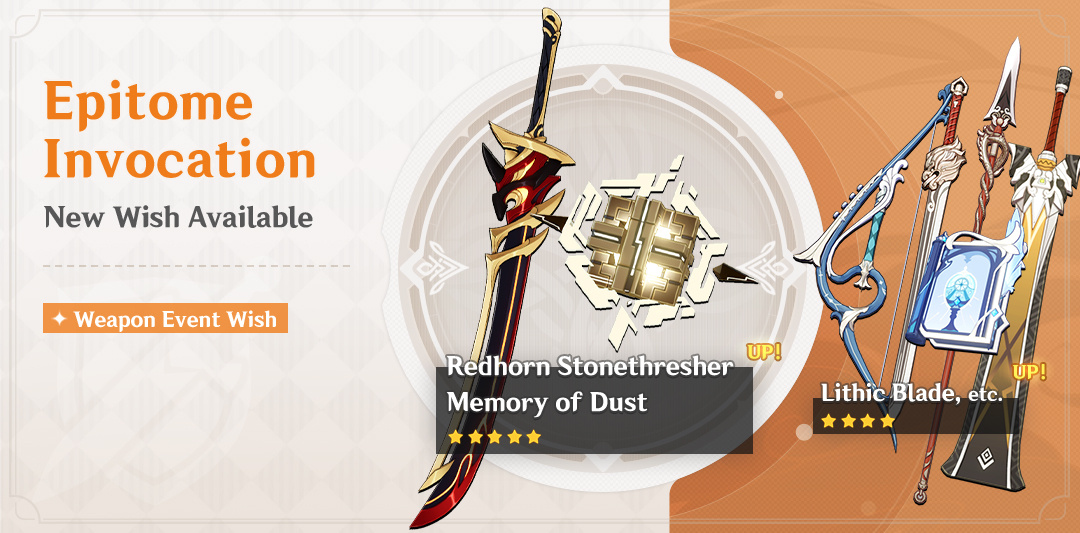 Epitome
Invocation
New Wish Available
✦ Weapon Event Wish
Redhorn Stonethresher UP!
Memory of Dust
★★★★★
Lithic Blade, etc. UP!
★★★★